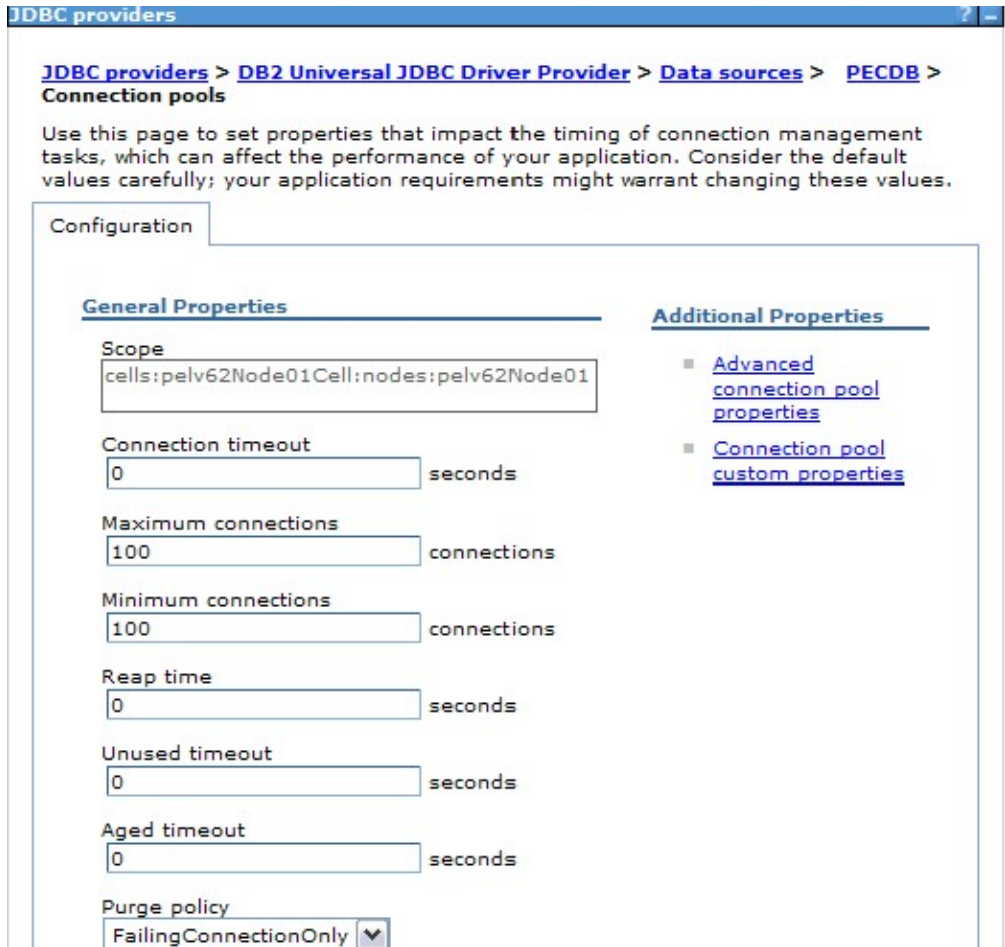 JDBC providers
?
JDBC providers > DB2 Universal JDBC Driver Provider > Data sources > PECDB >
Connection pools
Use this page to set properties that impact the timing of connection management
tasks, which can affect the performance of your application. Consider the default
values carefully; your application requirements might warrant changing these values.
Configuration
General Properties
Scope
cells:pelv62Node01Cell:nodes:pelv62Node01
Connection timeout
0 seconds
Maximum connections
100 connections
Minimum connections
100 connections
Reap time
0 seconds
Unused timeout
0 seconds
Aged timeout
0 seconds
Purge policy
FailingConnectionOnly
Additional Properties
Advanced
connection pool
properties
Connection pool
custom properties